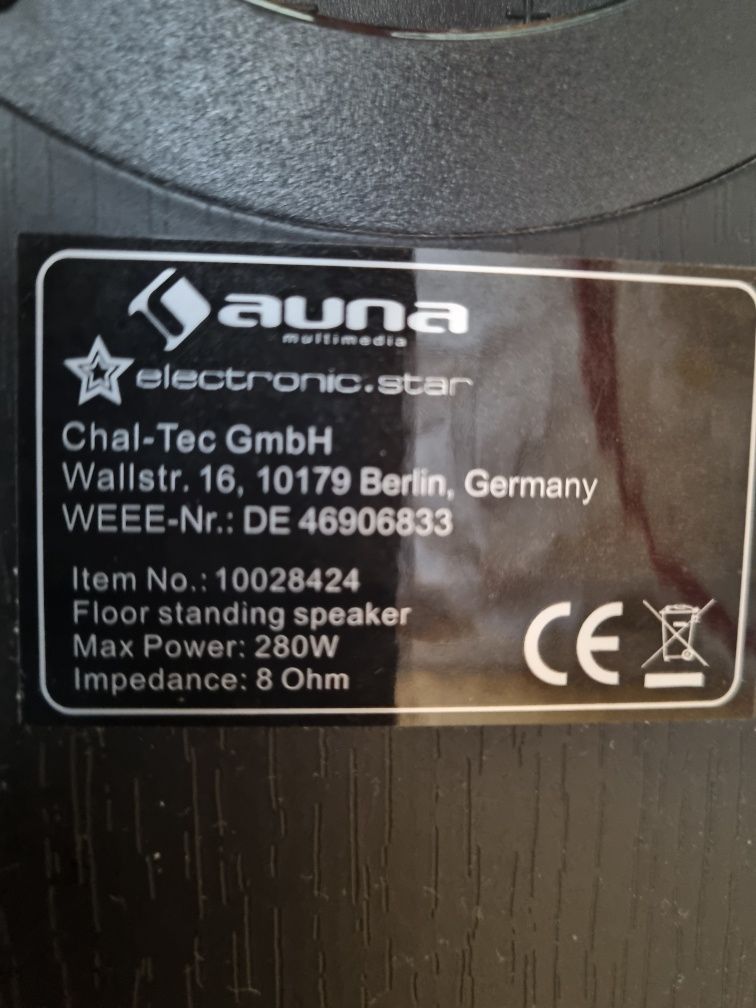 auna
multimedia
electronic.star
Chal-Tec GmbH
Wallstr. 16, 10179 Berlin, Germany
WEEE-Nr.: DE 46906833
Item No.: 10028424
Floor standing speaker
Max Power: 280W
Impedance: 8 Ohm
CE